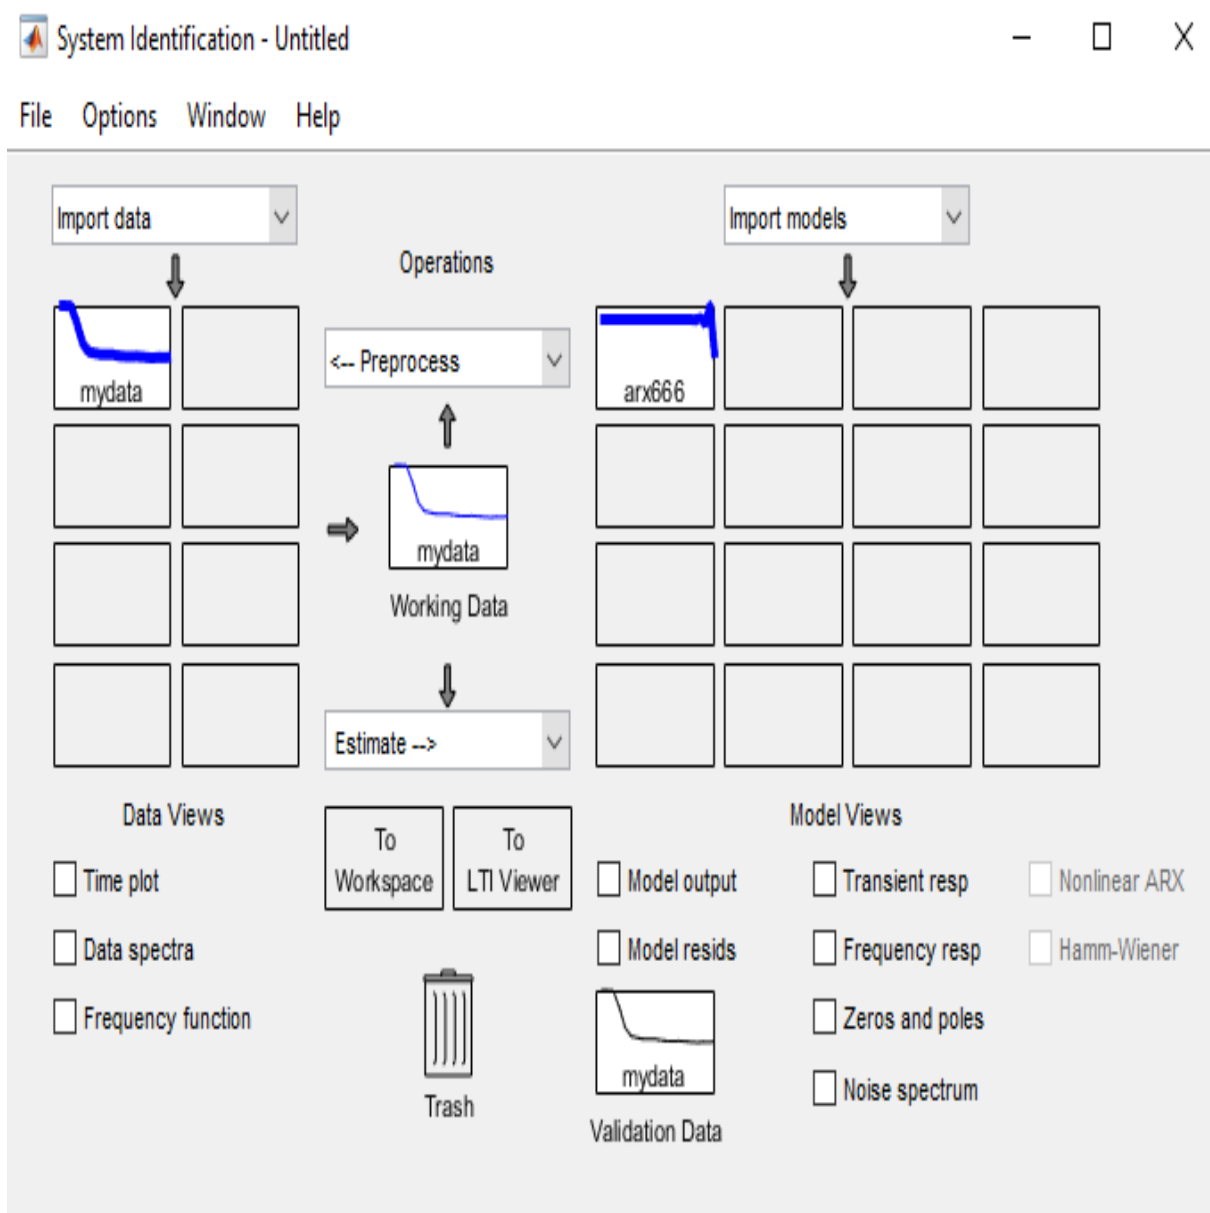 System Identification - Untitled
File Options Window Help
Import data
Import models
Operations
<-- Preprocess
mydata
arx666
mydata
Working Data
Estimate -->
Data Views
Model Views
To
Workspace
To
LTI Viewer
Time plot
Model output
Transient resp
Nonlinear ARX
Data spectra
Model resids
Frequency resp
Hamm-Wiener
Frequency function
Zeros and poles
mydata
Noise spectrum
Trash
Validation Data